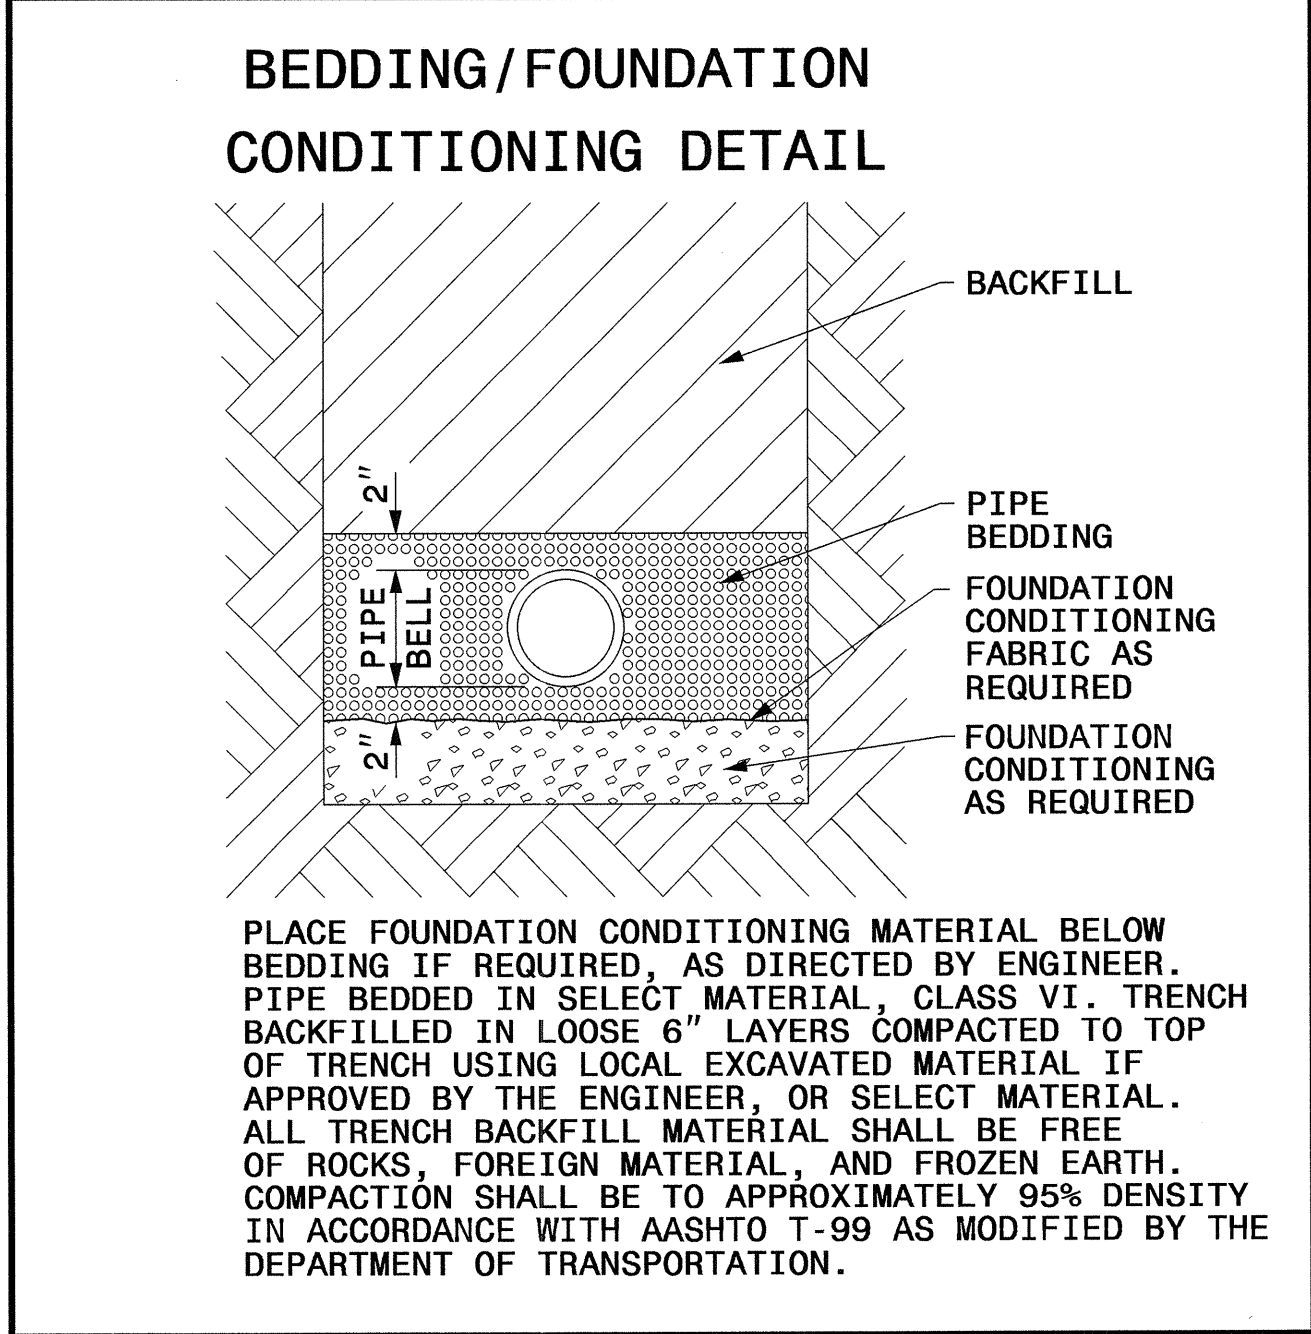 BEDDING/FOUNDATION
CONDITIONING DETAIL
BACKFILL
2"
PIPE
BEDDING
PIPE
BELL
FOUNDATION
CONDITIONING
FABRIC AS
REQUIRED
2"
FOUNDATION
CONDITIONING
AS REQUIRED
PLACE FOUNDATION CONDITIONING MATERIAL BELOW
BEDDING IF REQUIRED, AS DIRECTED BY ENGINEER.
PIPE BEDDED IN SELECT MATERIAL, CLASS VI. TRENCH
BACKFILLED IN LOOSE 6" LAYERS COMPACTED TO TOP
OF TRENCH USING LOCAL EXCAVATED MATERIAL IF
APPROVED BY THE ENGINEER, OR SELECT MATERIAL.
ALL TRENCH BACKFILL MATERIAL SHALL BE FREE
OF ROCKS, FOREIGN MATERIAL, AND FROZEN EARTH.
COMPACTION SHALL BE TO APPROXIMATELY 95% DENSITY
IN ACCORDANCE WITH AASHTO T-99 AS MODIFIED BY THE
DEPARTMENT OF TRANSPORTATION.